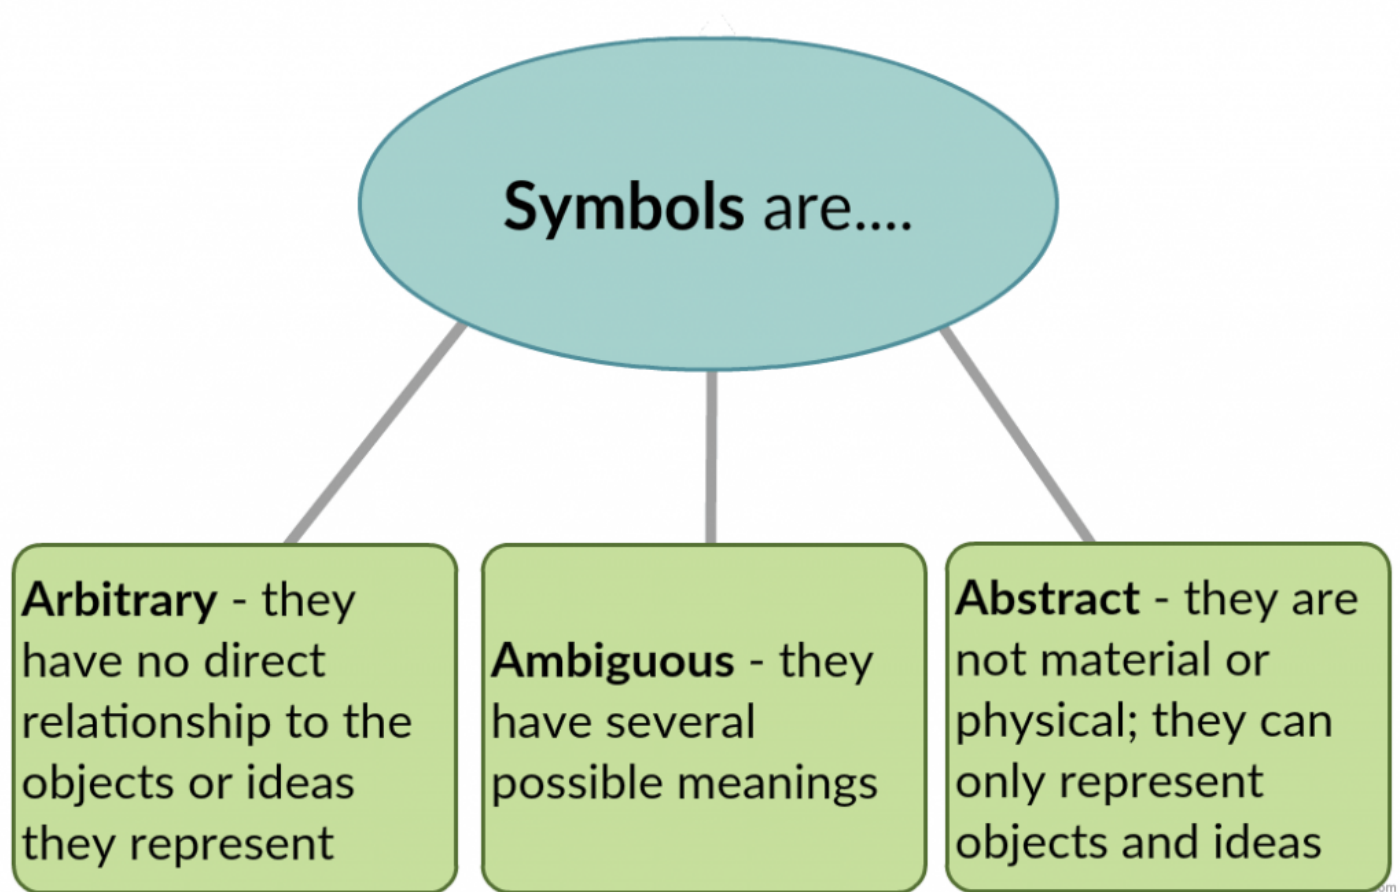 Symbols are....
Arbitrary - they
have no direct
relationship to the
objects or ideas
they represent
Ambiguous - they
have several
possible meanings
Abstract - they are
not material or
physical; they can
only represent
objects and ideas